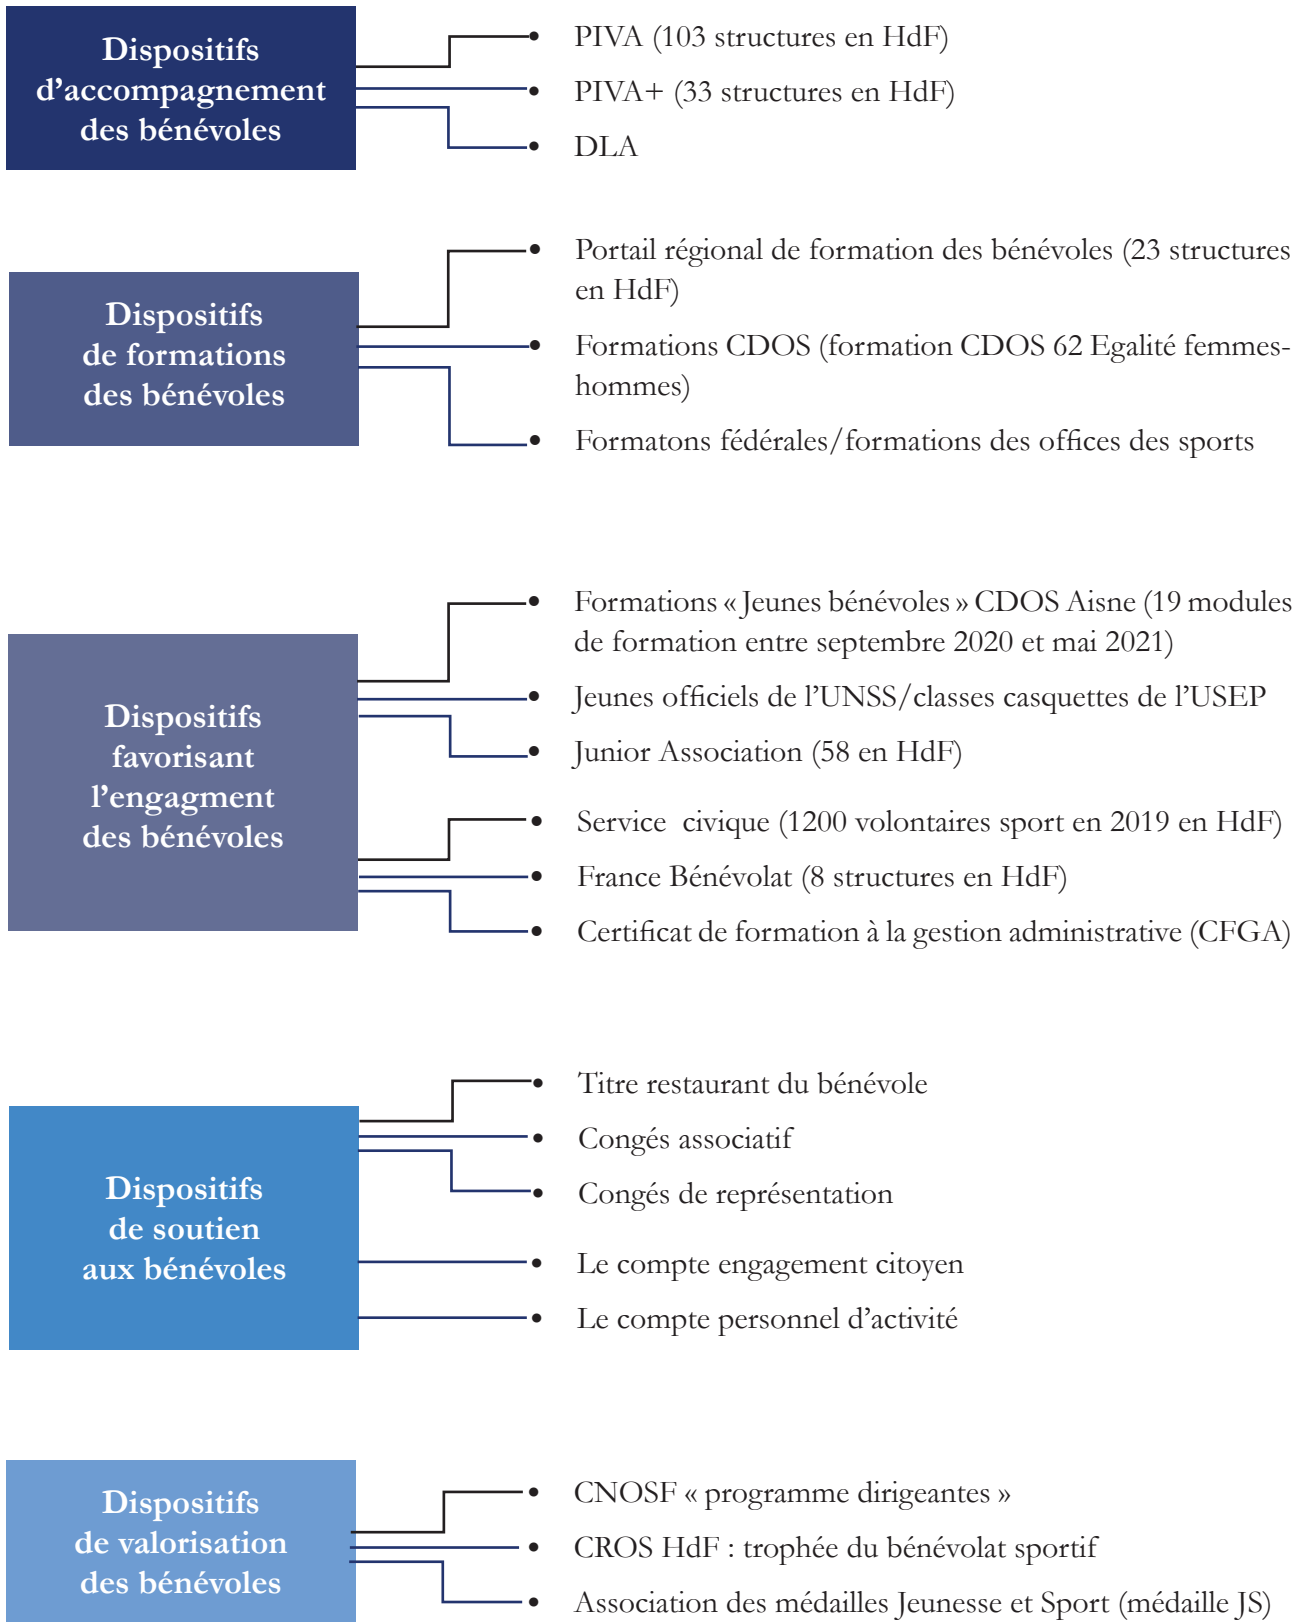 Dispositifs
d'accompagnement
des bénévoles
• PIVA (103 structures en HdF)
• PIVA+ (33 structures en HdF)
• DLA
Dispositifs
de formations
des bénévoles
• Portail régional de formation des bénévoles (23 structures
en HdF)
• Formations CDOS (formation CDOS 62 Egalité femmes-
hommes)
• Formatons fédérales/formations des offices des sports
Dispositifs
favorisant
l'engagment
des bénévoles
• Formations « Jeunes bénévoles » CDOS Aisne (19 modules
de formation entre septembre 2020 et mai 2021)
• Jeunes officiels de l'UNSS/classes casquettes de l'USEP
• Junior Association (58 en HdF)
• Service civique (1200 volontaires sport en 2019 en HdF)
• France Bénévolat (8 structures en HdF)
• Certificat de formation à la gestion administrative (CFGA)
Dispositifs
de soutien
aux bénévoles
• Titre restaurant du bénévole
• Congés associatif
• Congés de représentation
• Le compte engagement citoyen
• Le compte personnel d'activité
Dispositifs
de valorisation
des bénévoles
• CNOSF « programme dirigeantes »
• CROS HdF : trophée du bénévolat sportif
• Association des médailles Jeunesse et Sport (médaille JS)